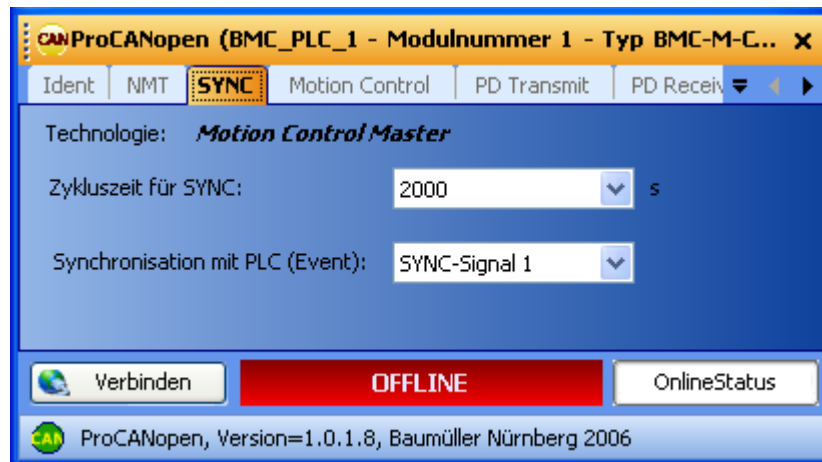 CAN ProCANopen (BMC_PLC_1 - Modulnummer 1 - Typ BMC-M-C...
Ident NMT SYNC Motion Control PD Transmit PD Receiv
Technologie: Motion Control Master
Zykluszeit für SYNC: 2000 s
Synchronisation mit PLC (Event): SYNC-Signal 1
Verbinden OFFLINE OnlineStatus
CAN ProCANopen, Version=1.0.1.8, Baumüller Nürnberg 2006